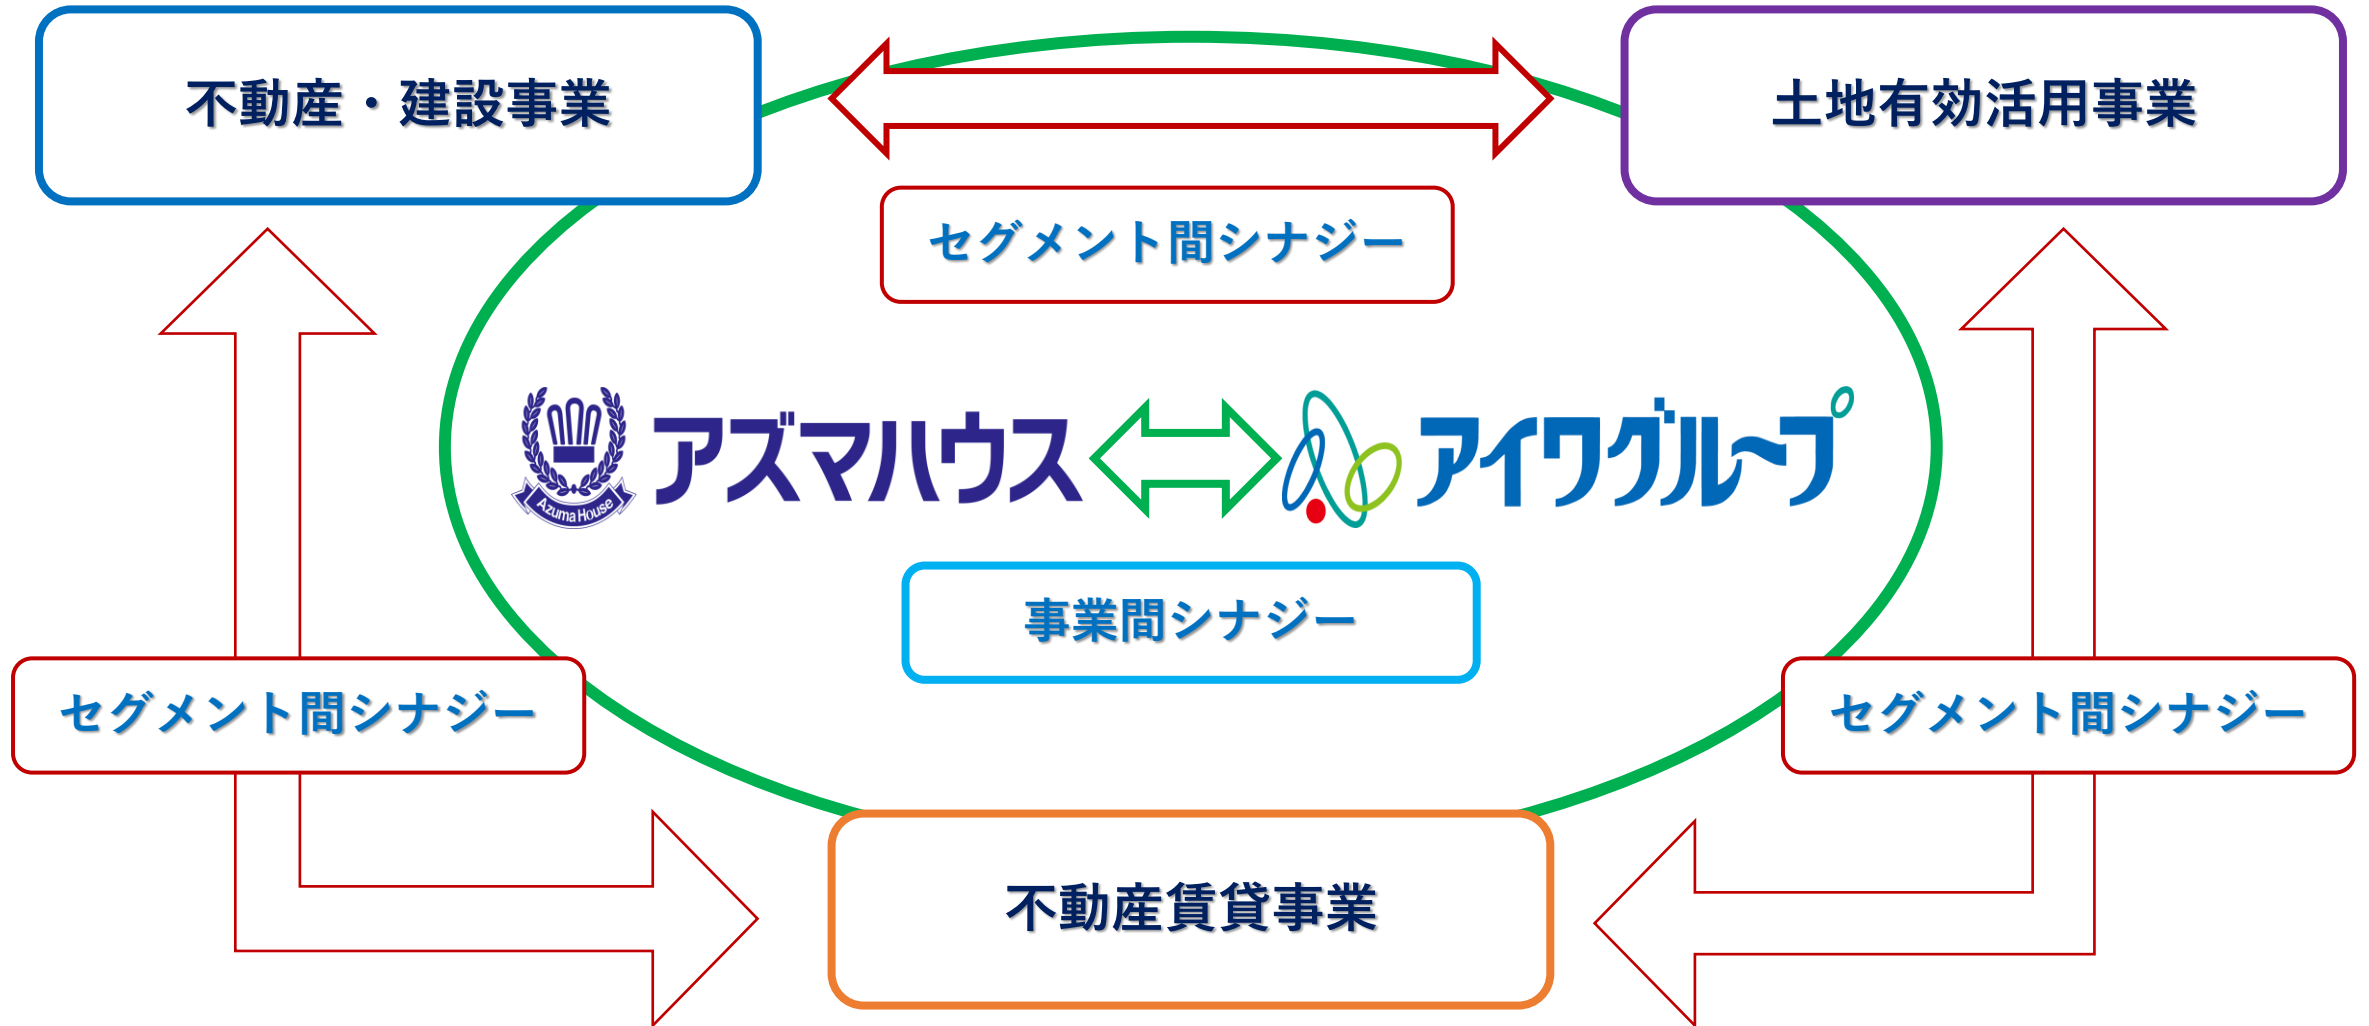 不動産・建設事業
土地有効活用事業
セグメント間シナジー
アズマハウス
Azuma House
アイワグループ
事業間シナジー
セグメント間シナジー
セグメント間シナジー
不動産賃貸事業